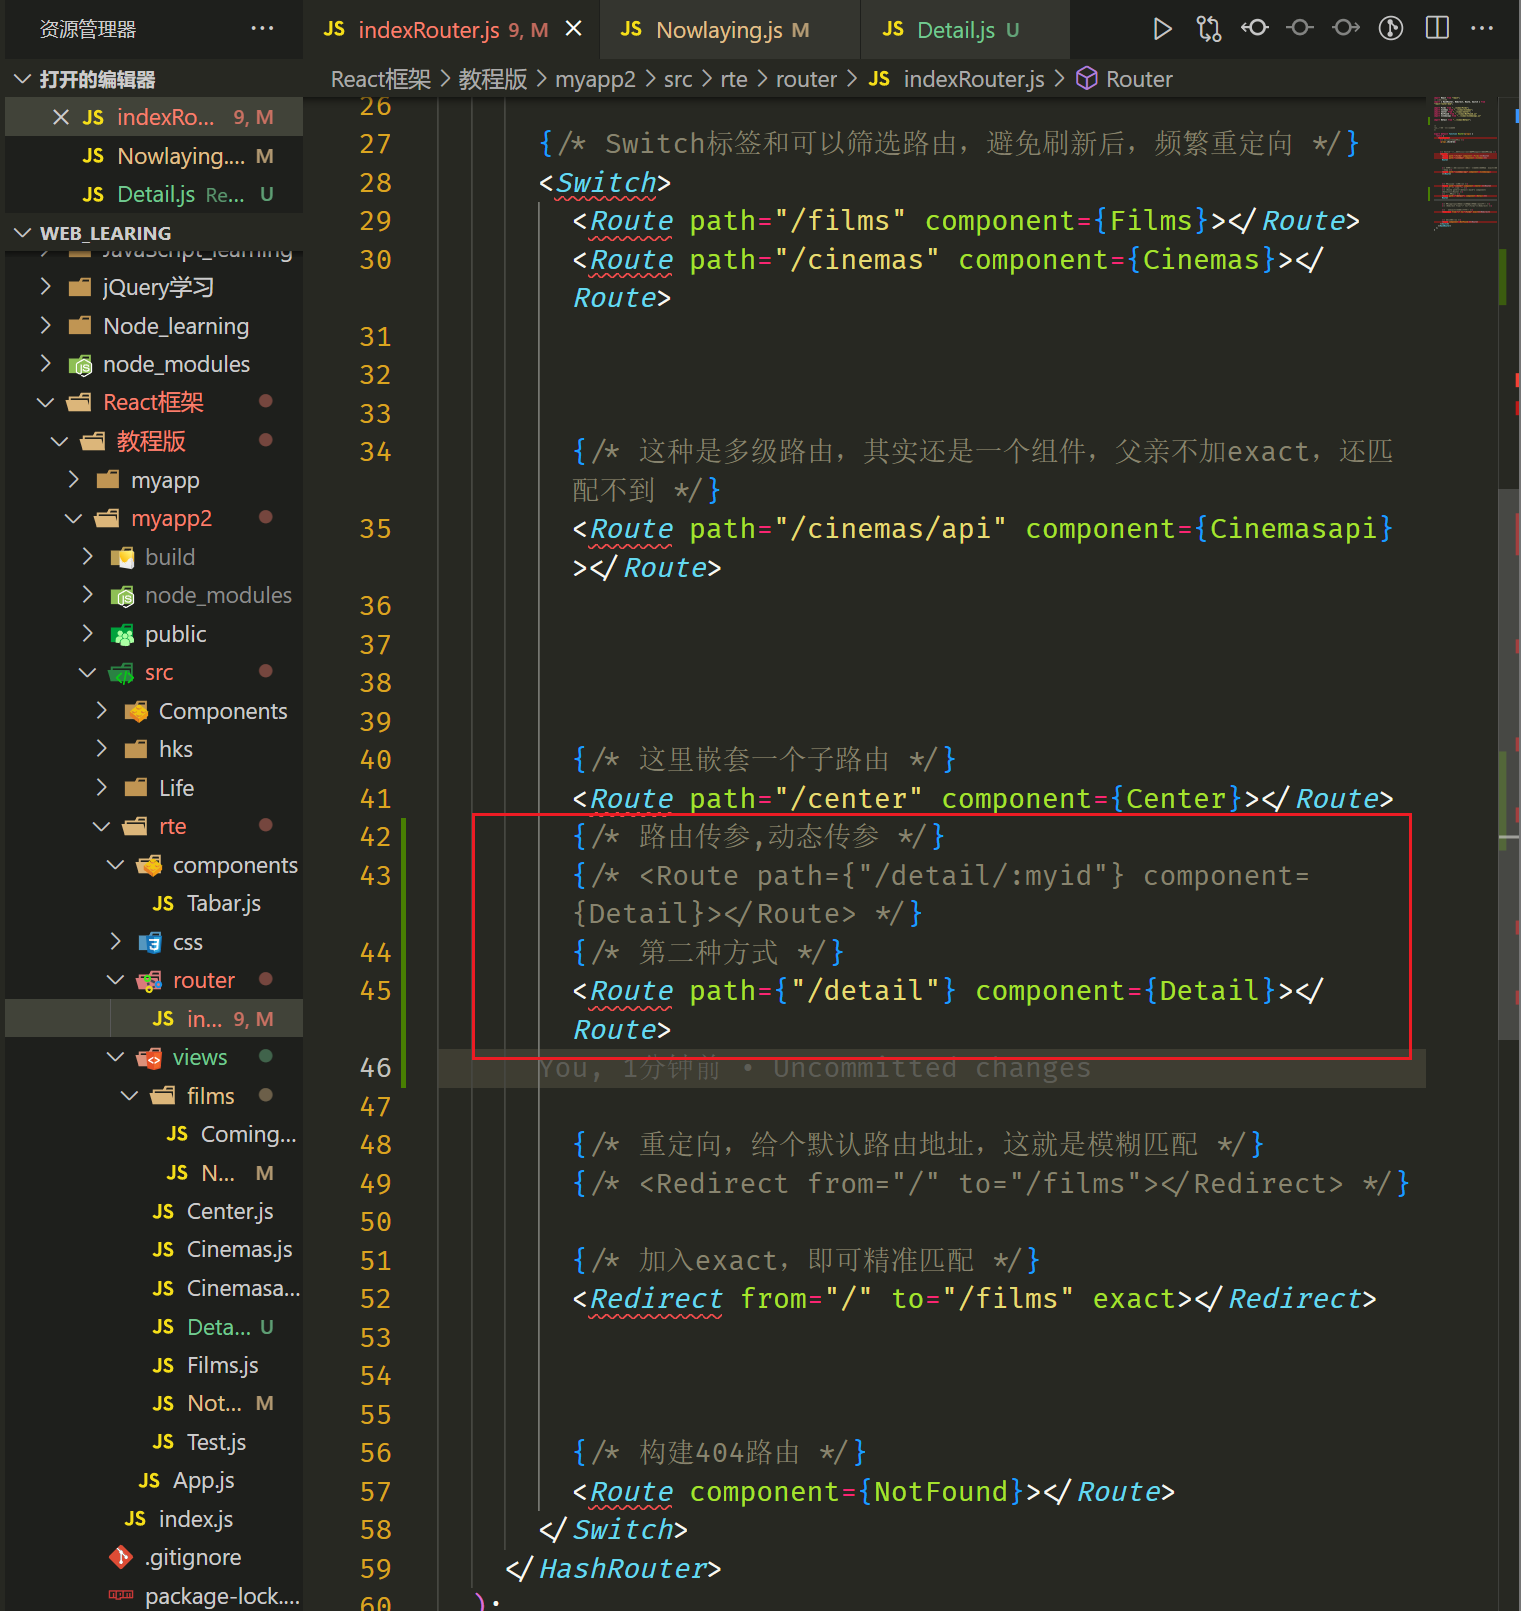 资源管理器 ···
打开的编辑器
JS indexRo... 9, M
JS Nowlaying.... M
JS Detail.js Re... U
WEB_LEARING
JavaScript_learning
jQuery学习
Node_learning
node_modules
React框架
教程版
myapp
myapp2
build
node_modules
public
src
Components
hks
Life
rte
components
JS Tabar.js
css
router
JS in... 9, M
views
films
JS Coming...
JS N... M
JS Center.js
JS Cinemas.js
JS Cinemasa...
JS Deta... U
JS Films.js
JS Not... M
JS Test.js
JS App.js
JS index.js
.gitignore
package-lock....
JS indexRouter.js 9, M
JS Nowlaying.js M
JS Detail.js U
React框架 > 教程版 > myapp2 > src > rte > router > JS indexRouter.js > Router
26
27 {/* Switch标签和可以筛选路由，避免刷新后，频繁重定向 */}
28 <Switch>
29 <Route path="/films" component={Films}></Route>
30 <Route path="/cinemas" component={Cinemas}></
Route>
31
32
33
34 {/* 这种是多级路由，其实还是一个组件，父亲不加exact，还匹
配不到 */}
35 <Route path="/cinemas/api" component={Cinemasapi}
></Route>
36
37
38
39
40 {/* 这里嵌套一个子路由 */}
41 <Route path="/center" component={Center}></Route>
42 {/* 路由传参,动态传参 */}
43 {/* <Route path={"/detail/:myid"} component=
{Detail}></Route> */}
44 {/* 第二种方式 */}
45 <Route path={"/detail"} component={Detail}></
Route>
46 You, 1分钟前 • Uncommitted changes
47
48 {/* 重定向，给个默认路由地址，这就是模糊匹配 */}
49 {/* <Redirect from="/" to="/films"></Redirect> */}
50
51 {/* 加入exact，即可精准匹配 */}
52 <Redirect from="/" to="/films" exact></Redirect>
53
54
55
56 {/* 构建404路由 */}
57 <Route component={NotFound}></Route>
58 </Switch>
59 </HashRouter>
60 );